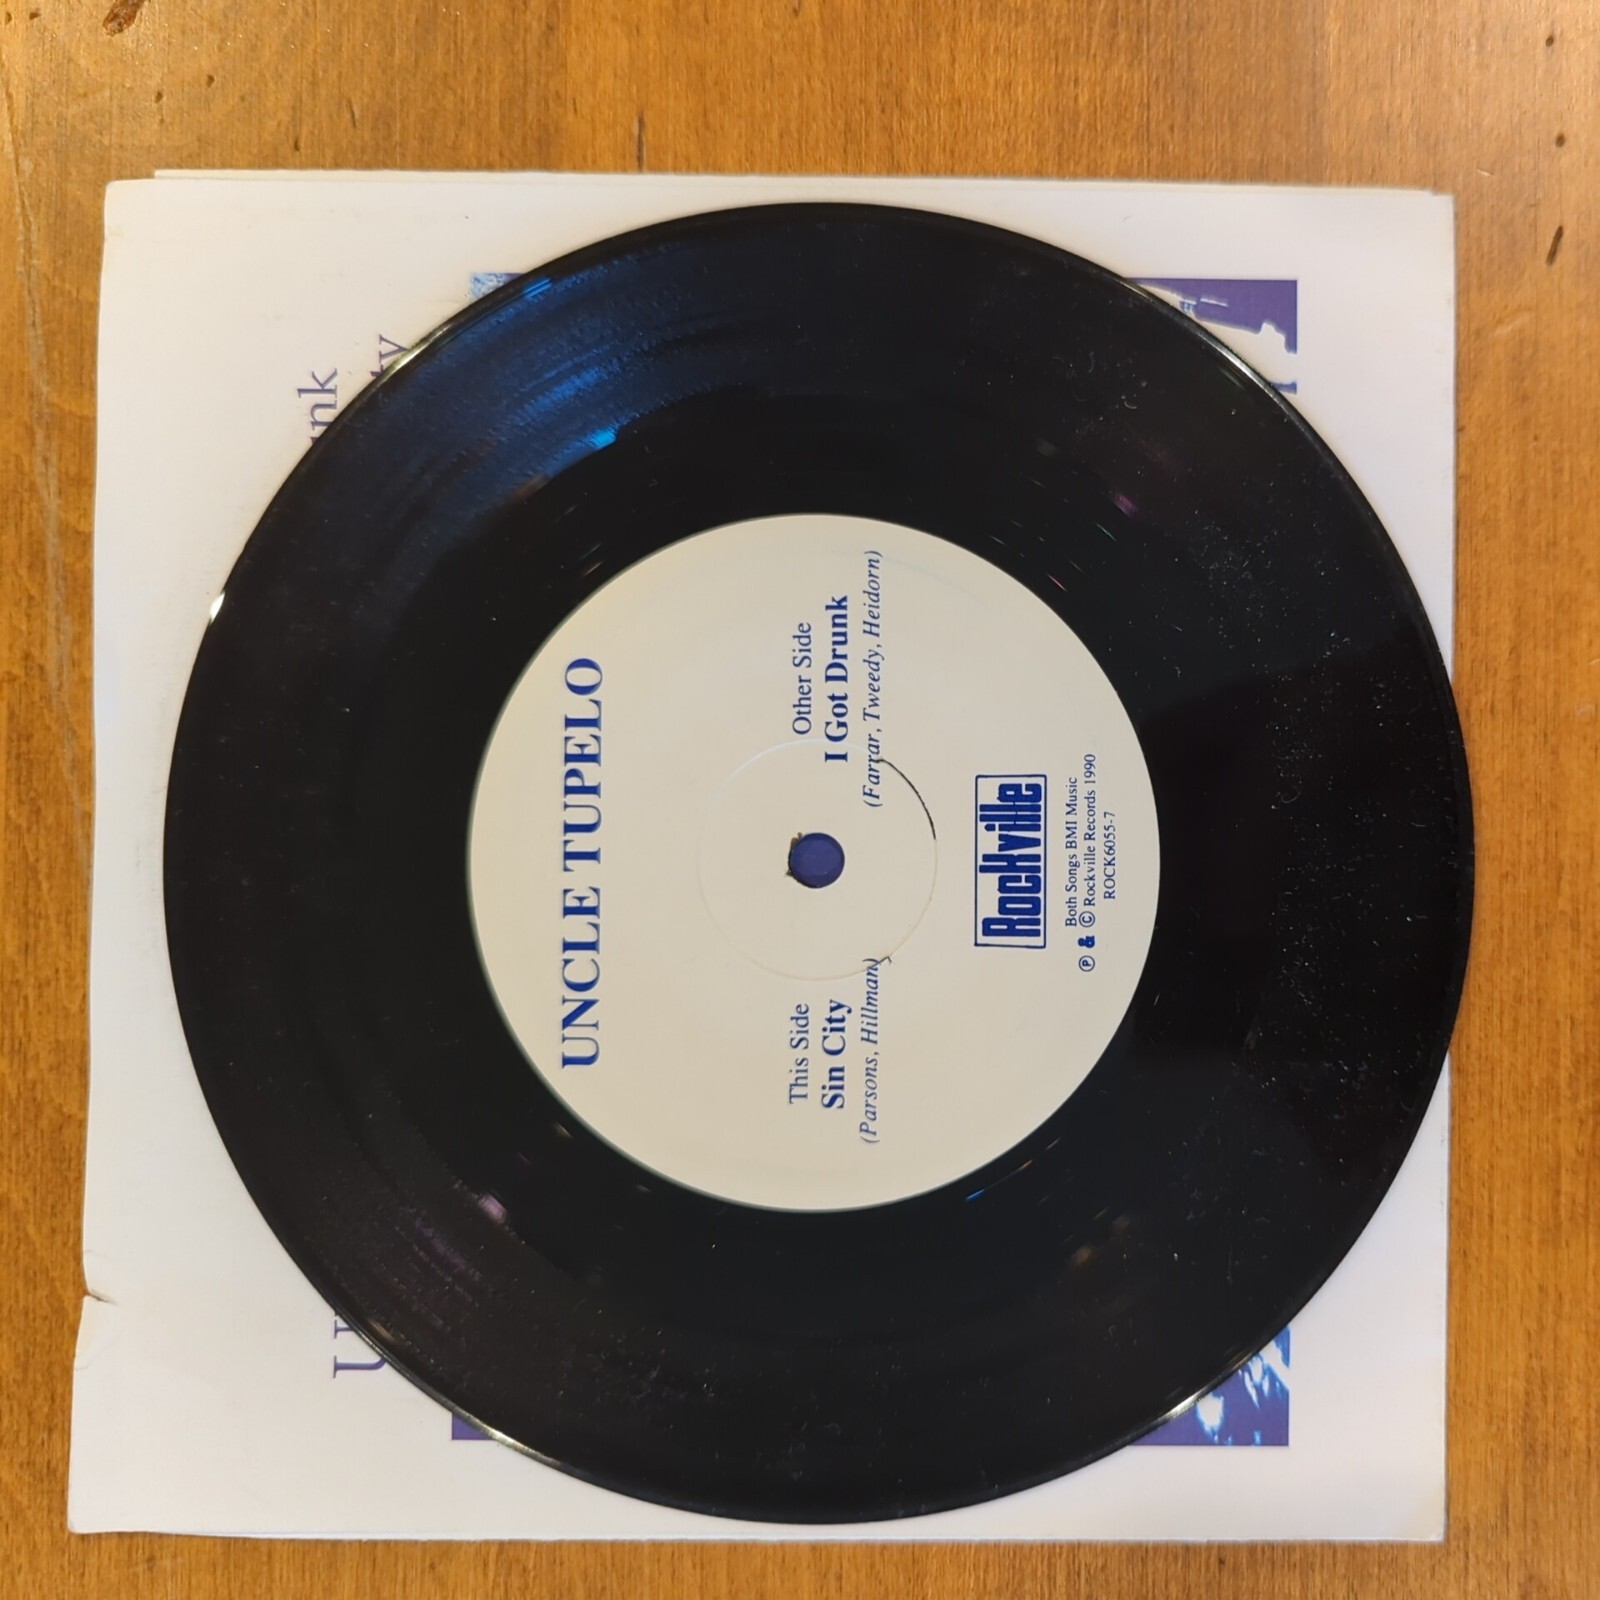 UNCLE TUPELO
This Side
Sin City
(Parsons, Hillman)
Other Side
I Got Drunk
(Farrar, Tweedy, Heidorn)
Rockville
Both Songs BMI Music
Ⓟ & © Rockville Records 1990
ROCK6055-7